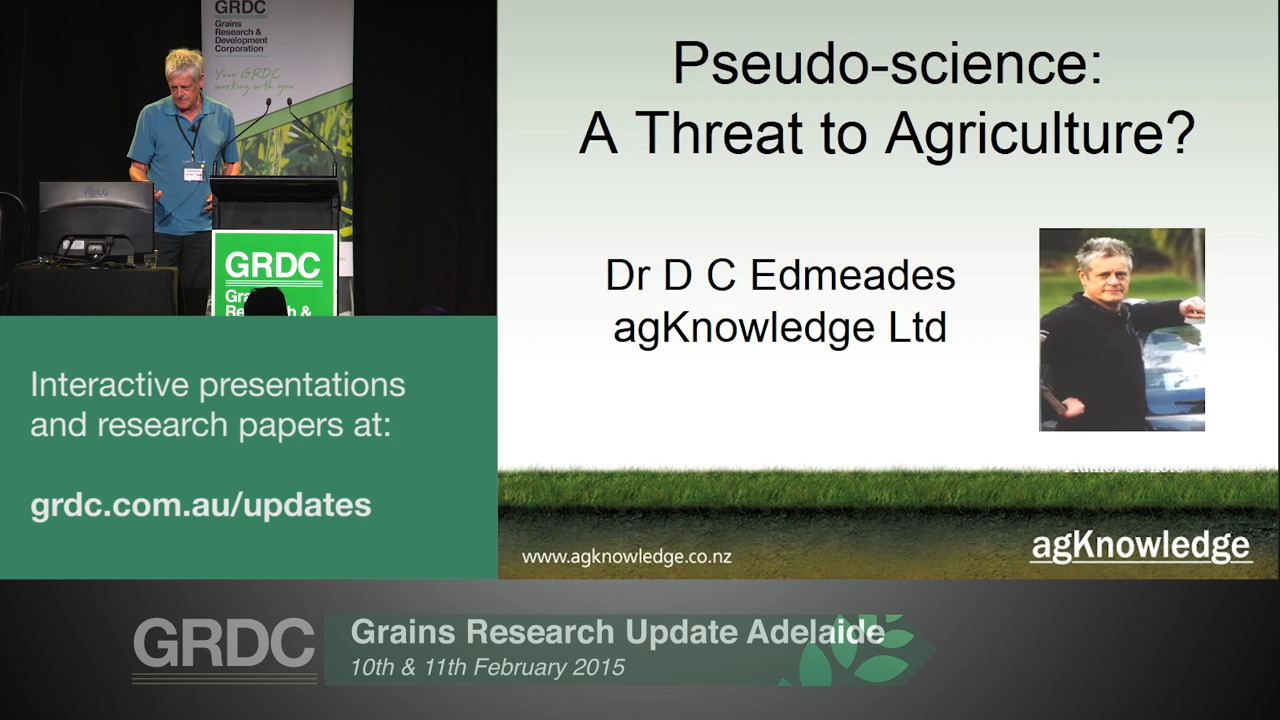 GRDC
Grains
Research &
Development
Corporation
Your GRDC
working with you
LG
GRDC
Pseudo-science:
A Threat to Agriculture?
Dr D C Edmeades
agKnowledge Ltd
www.agknowledge.co.nz
agKnowledge
Interactive presentations
and research papers at:
grdc.com.au/updates
GRDC
Grains Research Update Adelaide
10th & 11th February 2015